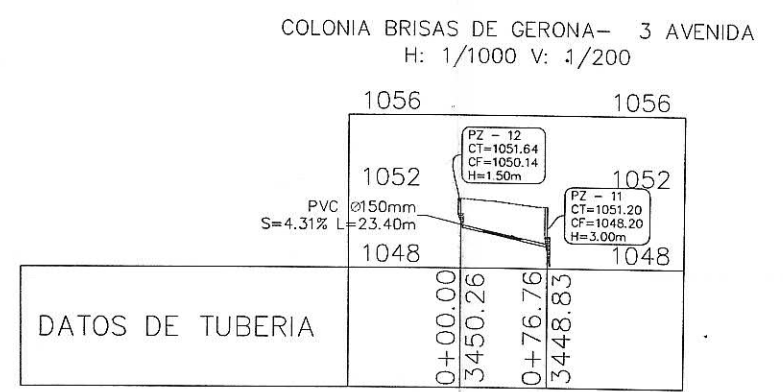 COLONIA BRISAS DE GERONA- 3 AVENIDA
H: 1/1000 V: 1/200
1056 1056
PZ - 12
CT=1051.64
CF=1050.14
H=1.50m
1052 1052
PZ - 11
CT=1051.20
CF=1048.20
H=3.00m
PVC Ø150mm
S=4.31% L=23.40m
1048 1048
DATOS DE TUBERIA
0+00.00
3450.26
0+76.76
3448.83